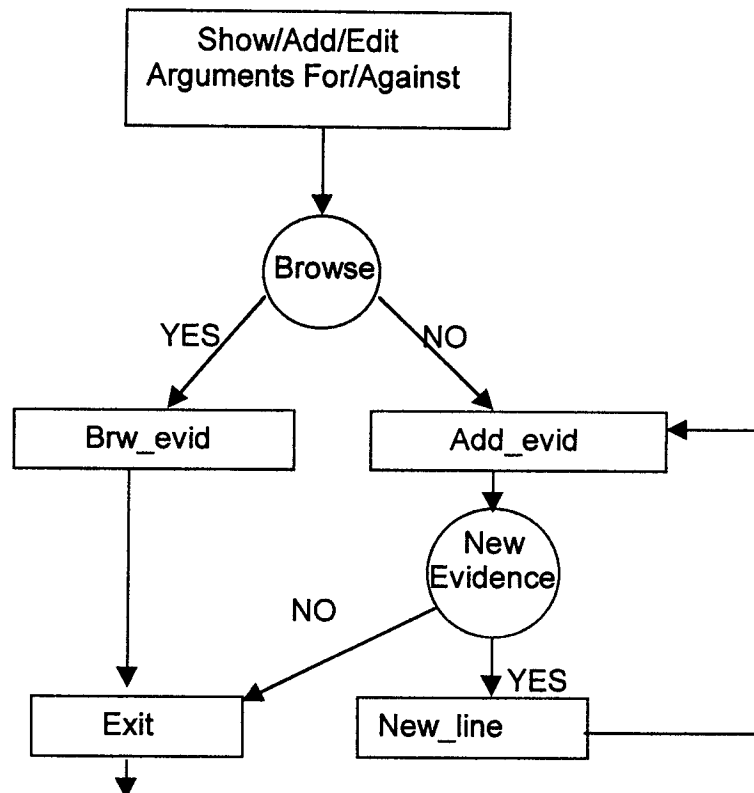 Show/Add/Edit
Arguments For/Against
Browse
YES
NO
Brw_evid
Add_evid
New
Evidence
NO
YES
Exit
New_line